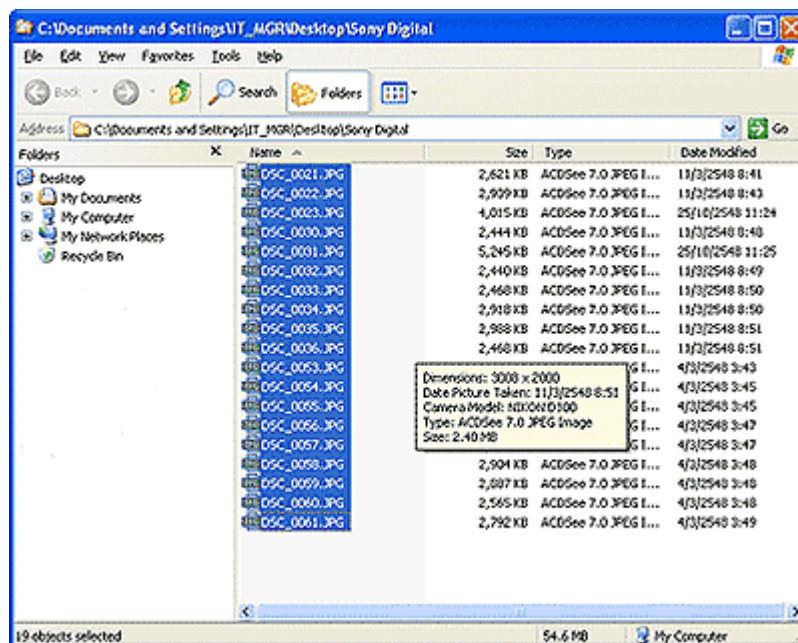 C:\Documents and Settings\IT_MGR\Desktop\Sony Digital
File Edit View Favorites Tools Help
Back Search Folders
Address C:\Documents and Settings\IT_MGR\Desktop\Sony Digital Go
Folders X Name Size Type Date Modified
Desktop
My Documents
My Computer
My Network Places
Recycle Bin
DSC_0021.JPG 2,621 KB ACDSee 7.0 JPEG I... 11/3/2548 8:41
DSC_0022.JPG 2,939 KB ACDSee 7.0 JPEG I... 11/3/2548 8:43
DSC_0023.JPG 4,015 KB ACDSee 7.0 JPEG I... 25/10/2548 11:24
DSC_0030.JPG 2,444 KB ACDSee 7.0 JPEG I... 11/3/2548 8:48
DSC_0031.JPG 5,245 KB ACDSee 7.0 JPEG I... 25/10/2548 11:25
DSC_0032.JPG 2,440 KB ACDSee 7.0 JPEG I... 11/3/2548 8:49
DSC_0033.JPG 2,468 KB ACDSee 7.0 JPEG I... 11/3/2548 8:50
DSC_0034.JPG 2,918 KB ACDSee 7.0 JPEG I... 11/3/2548 8:50
DSC_0035.JPG 2,988 KB ACDSee 7.0 JPEG I... 11/3/2548 8:51
DSC_0036.JPG 2,468 KB ACDSee 7.0 JPEG I... 11/3/2548 8:51
DSC_0053.JPG 4/3/2548 3:43
DSC_0054.JPG 4/3/2548 3:45
DSC_0055.JPG 4/3/2548 3:45
DSC_0056.JPG 4/3/2548 3:47
DSC_0057.JPG 4/3/2548 3:47
DSC_0058.JPG 2,904 KB ACDSee 7.0 JPEG I... 4/3/2548 3:48
DSC_0059.JPG 2,887 KB ACDSee 7.0 JPEG I... 4/3/2548 3:48
DSC_0060.JPG 2,565 KB ACDSee 7.0 JPEG I... 4/3/2548 3:48
DSC_0061.JPG 2,792 KB ACDSee 7.0 JPEG I... 4/3/2548 3:49
Dimensions: 3008 x 2000
Date Picture Taken: 11/3/2548 8:51
Camera Model: NIKON D100
Type: ACDSee 7.0 JPEG Image
Size: 2.40 MB
19 objects selected 54.6 MB My Computer